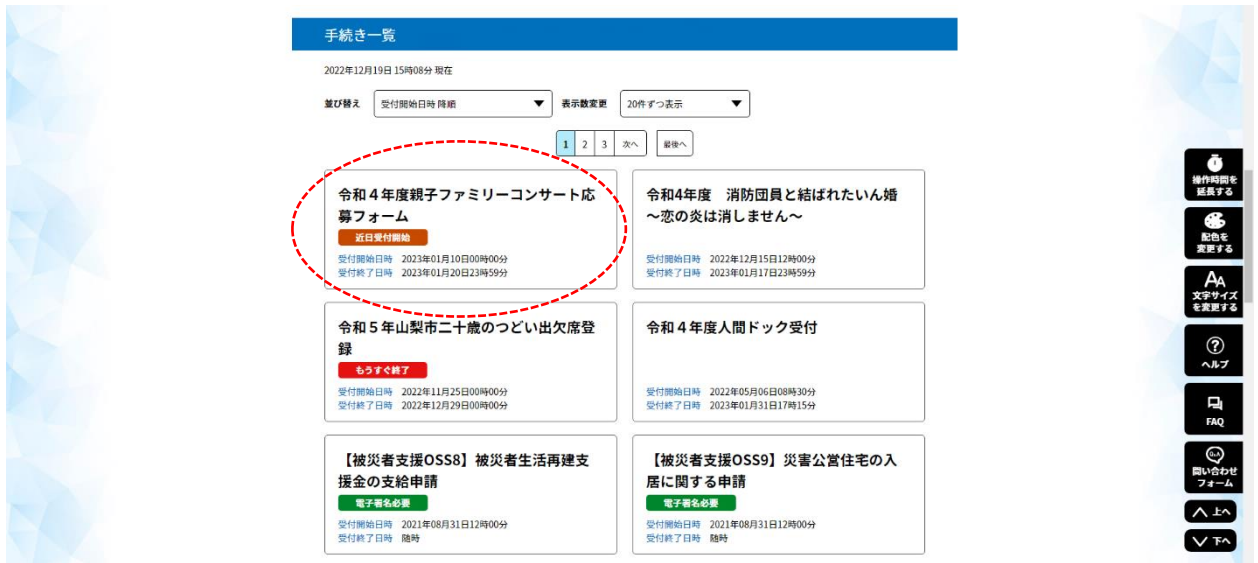 手続き一覧
2022年12月19日 15時08分 現在
並び替え 受付開始日時 降順 表示数変更 20件ずつ表示
1 2 3 次へ 最後へ
令和４年度親子ファミリーコンサート応
募フォーム
近日受付開始
受付開始日時 2023年01月10日00時00分
受付終了日時 2023年01月20日23時59分
令和4年度　消防団員と結ばれたいん婚
～恋の炎は消しません～
受付開始日時 2022年12月15日12時00分
受付終了日時 2023年01月17日23時59分
令和５年山梨市二十歳のつどい出欠席登
録
もうすぐ終了
受付開始日時 2022年11月25日00時00分
受付終了日時 2022年12月29日00時00分
令和４年度人間ドック受付
受付開始日時 2022年05月06日08時30分
受付終了日時 2023年01月31日17時15分
【被災者支援OSS8】被災者生活再建支
援金の支給申請
電子署名必要
受付開始日時 2021年08月31日12時00分
受付終了日時 随時
【被災者支援OSS9】災害公営住宅の入
居に関する申請
電子署名必要
受付開始日時 2021年08月31日12時00分
受付終了日時 随時
操作時間を
延長する
配色を
変更する
AA
文字サイズ
を変更する
?
ヘルプ
FAQ
Q&A
問い合わせ
フォーム
上へ
下へ